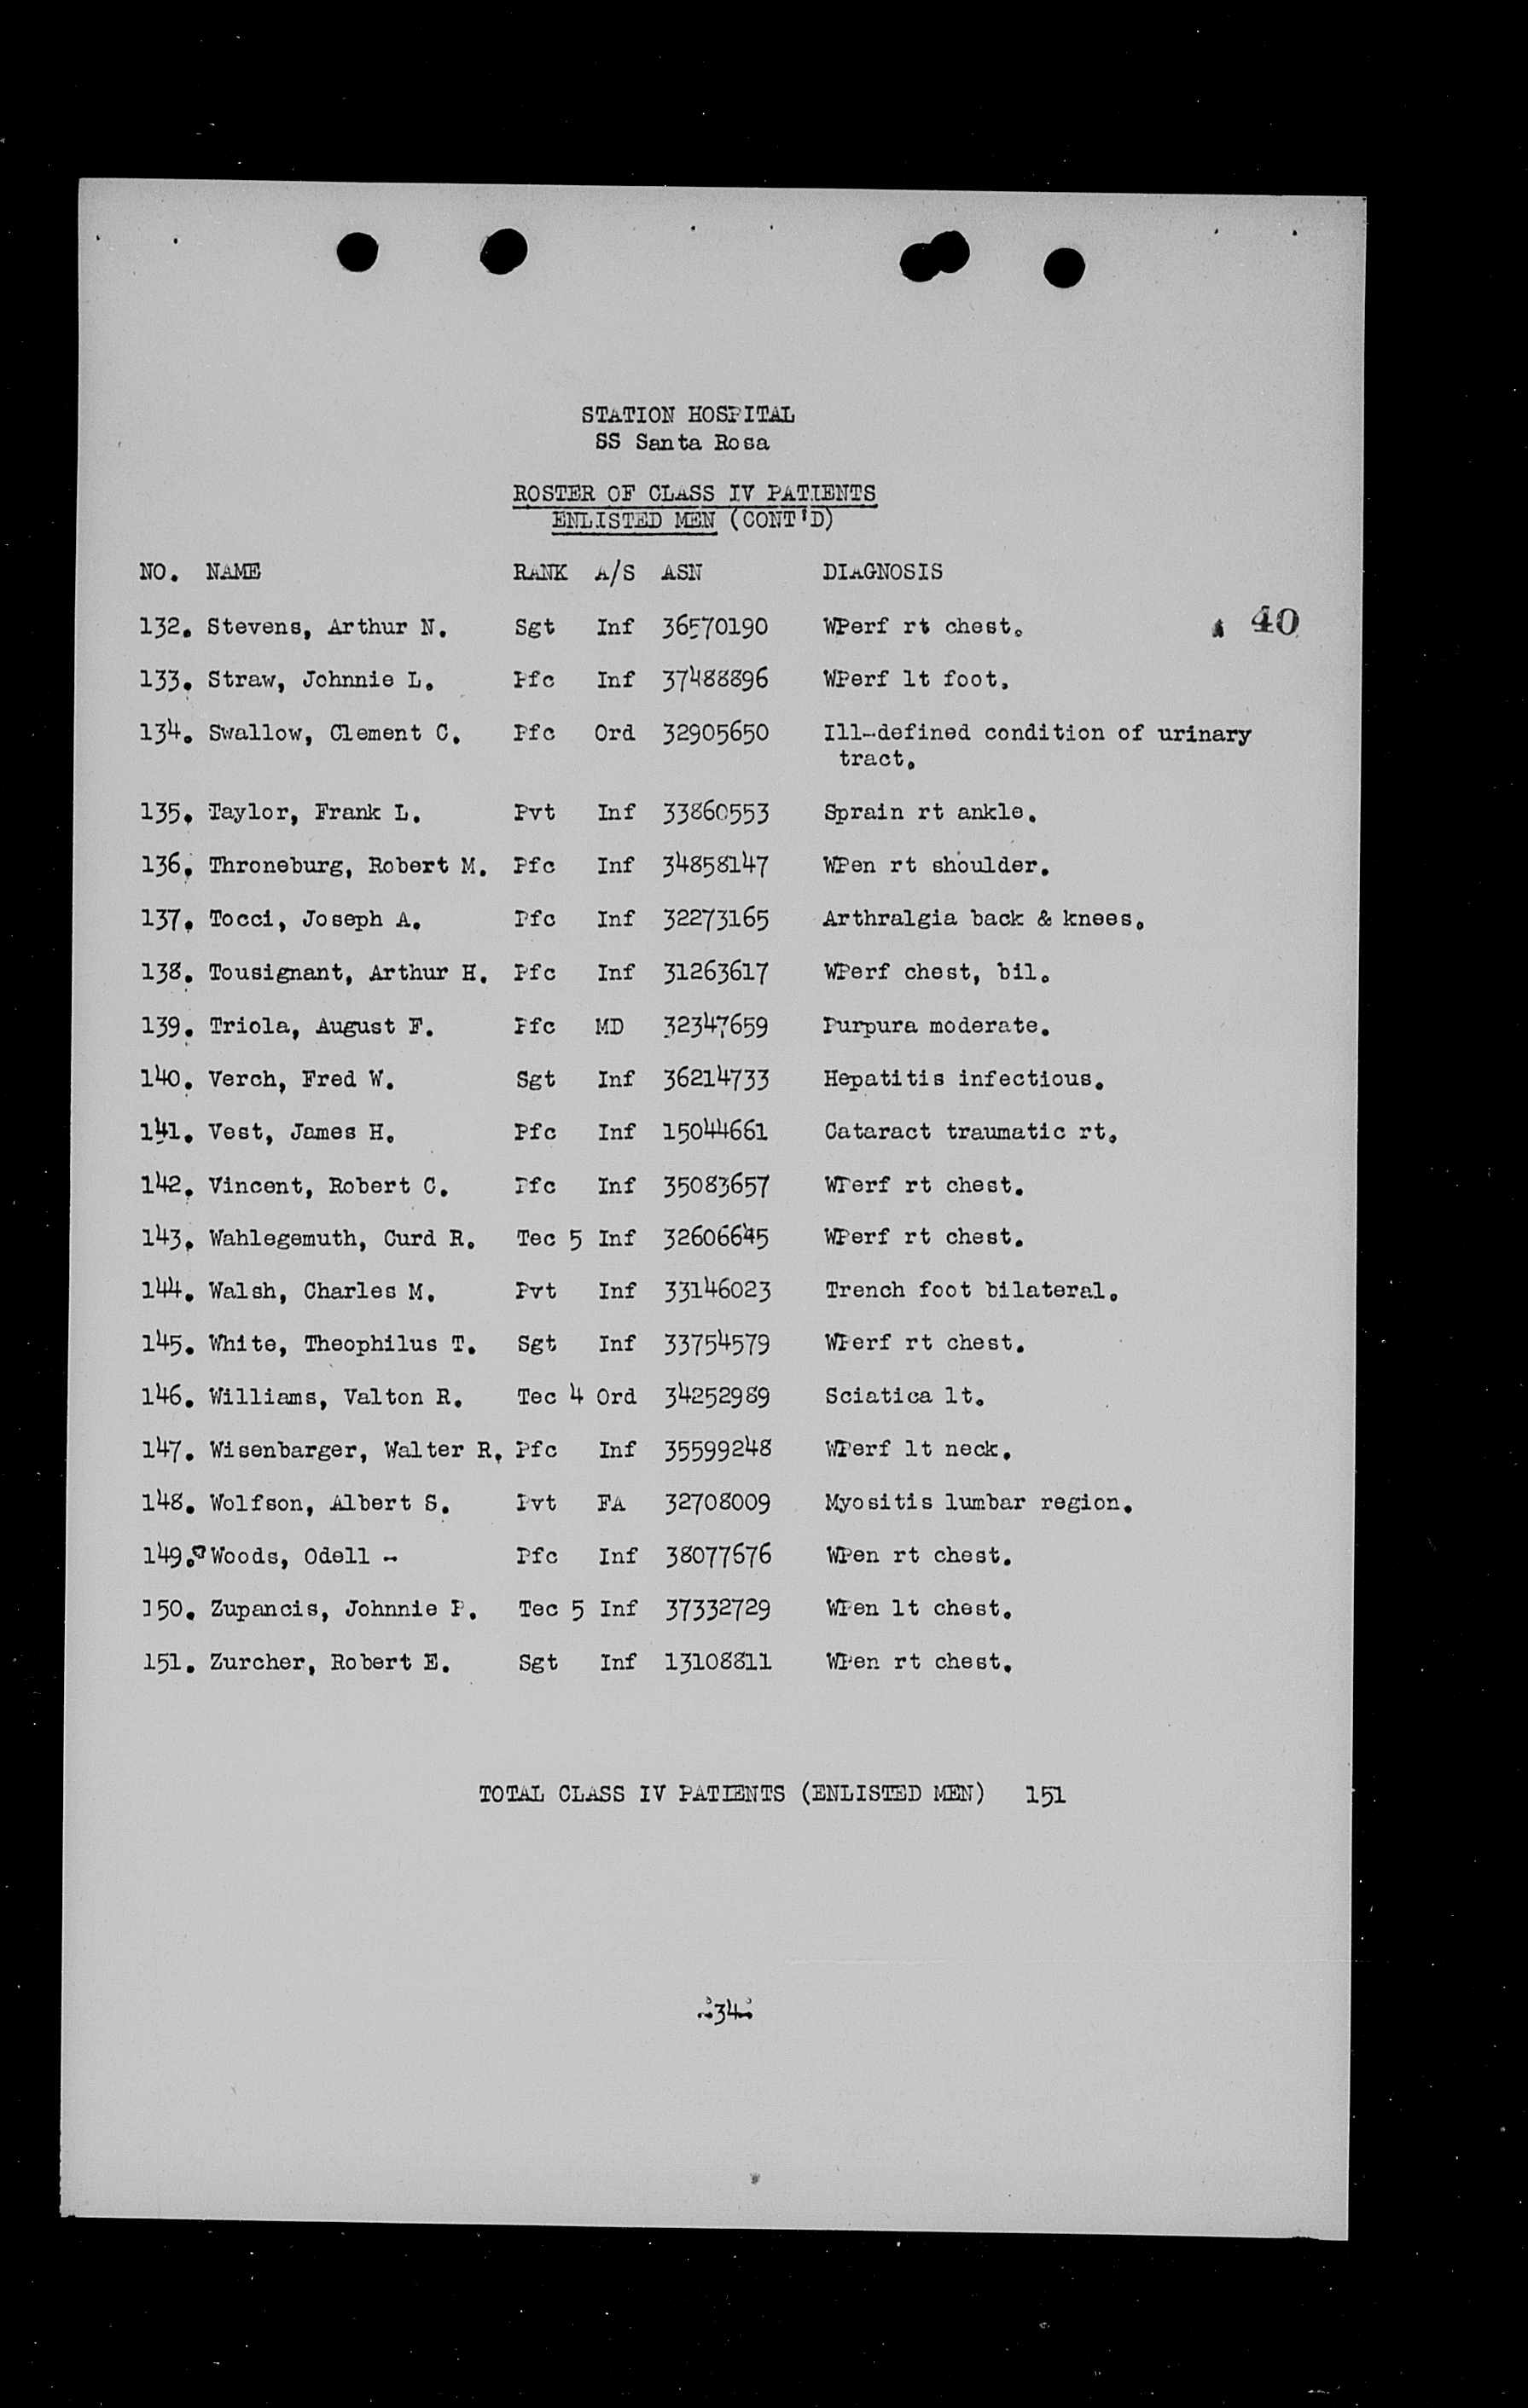 STATION HOSPITAL
SS Santa Rosa
ROSTER OF CLASS IV PATIENTS
ENLISTED MEN (CONT'D)
NO. NAME RANK A/S ASN DIAGNOSIS
132. Stevens, Arthur N. Sgt Inf 36570190 WPerf rt chest. 40
133. Straw, Johnnie L. Pfc Inf 37488896 WPerf lt foot.
134. Swallow, Clement C. Pfc Ord 32905650 Ill-defined condition of urinary
tract.
135. Taylor, Frank L. Pvt Inf 33860553 Sprain rt ankle.
136. Throneburg, Robert M. Pfc Inf 34858147 WPen rt shoulder.
137. Tocci, Joseph A. Pfc Inf 32273165 Arthralgia back & knees.
138. Tousignant, Arthur H. Pfc Inf 31263617 WPerf chest, bil.
139. Triola, August F. Pfc MD 32347659 Purpura moderate.
140. Verch, Fred W. Sgt Inf 36214733 Hepatitis infectious.
141. Vest, James H. Pfc Inf 15044661 Cataract traumatic rt.
142. Vincent, Robert C. Pfc Inf 35083657 WPerf rt chest.
143. Wahlegemuth, Curd R. Tec 5 Inf 32606645 WPerf rt chest.
144. Walsh, Charles M. Pvt Inf 33146023 Trench foot bilateral.
145. White, Theophilus T. Sgt Inf 33754579 WPerf rt chest.
146. Williams, Valton R. Tec 4 Ord 34252989 Sciatica lt.
147. Wisenbarger, Walter R. Pfc Inf 35599248 WPerf lt neck.
148. Wolfson, Albert S. Pvt FA 32708009 Myositis lumbar region.
149. Woods, Odell - Pfc Inf 38077676 WPen rt chest.
150. Zupancis, Johnnie P. Tec 5 Inf 37332729 WPen lt chest.
151. Zurcher, Robert E. Sgt Inf 13108811 WPen rt chest.
TOTAL CLASS IV PATIENTS (ENLISTED MEN) 151
-34-